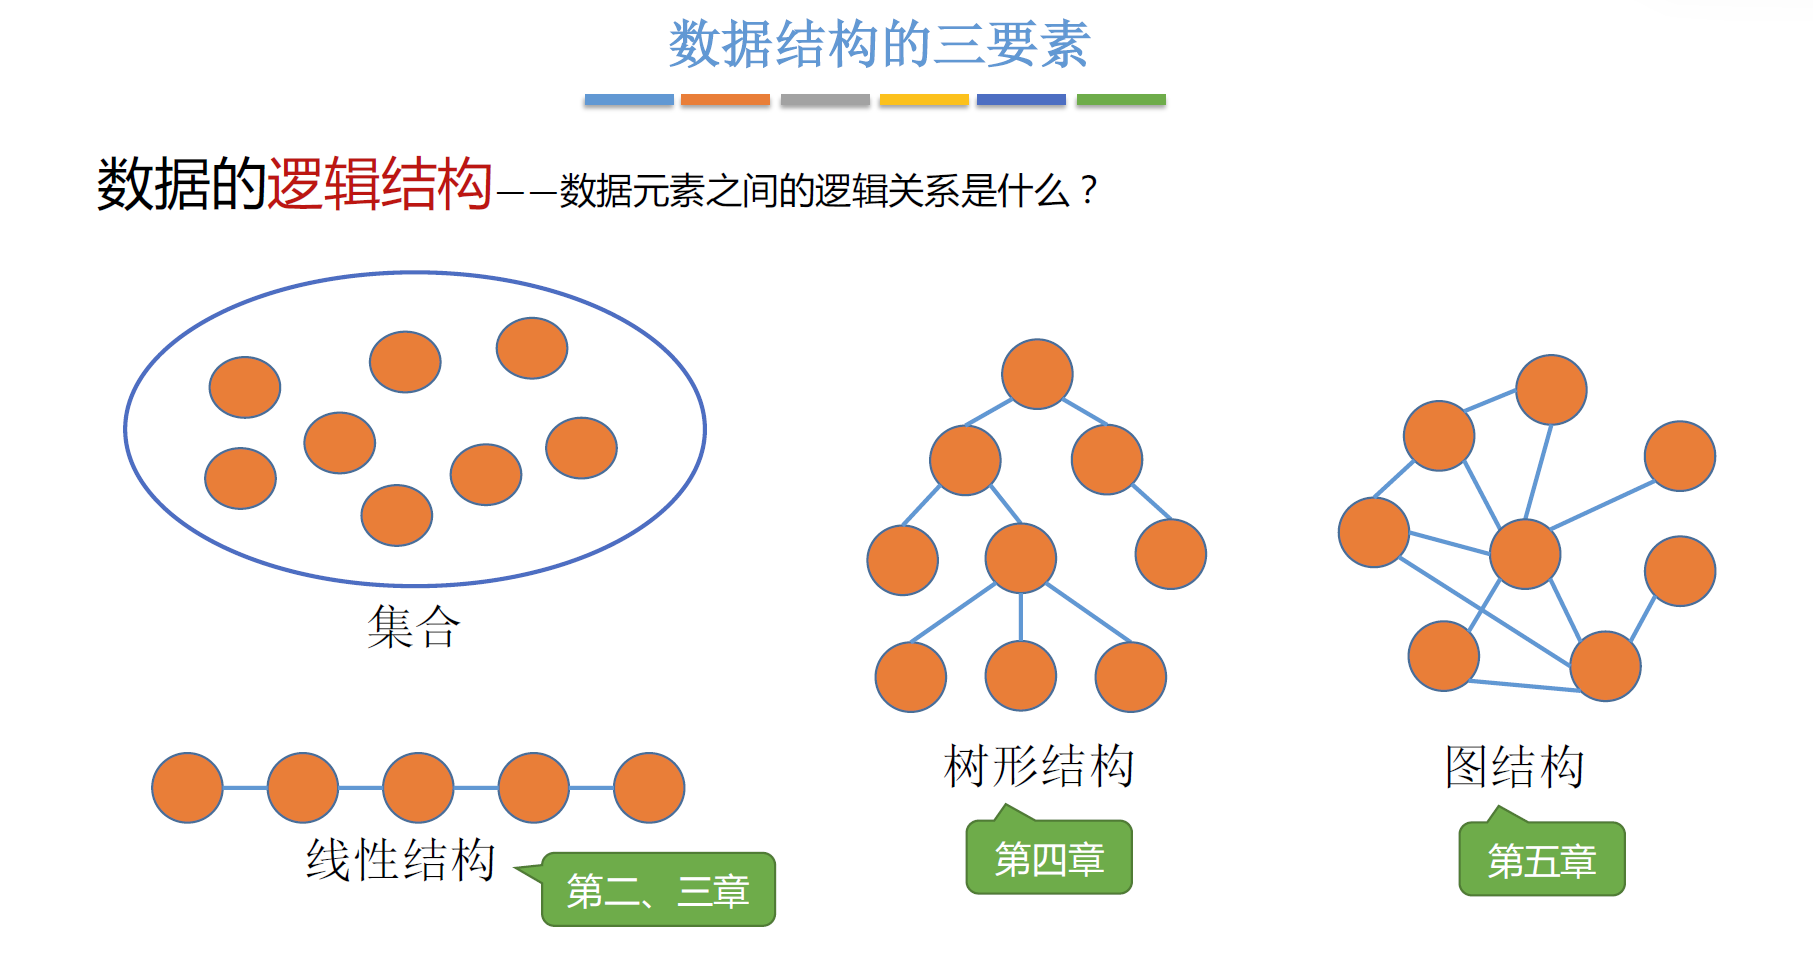 数据结构的三要素
数据的逻辑结构——数据元素之间的逻辑关系是什么？
集合
线性结构
第二、三章
树形结构
第四章
图结构
第五章